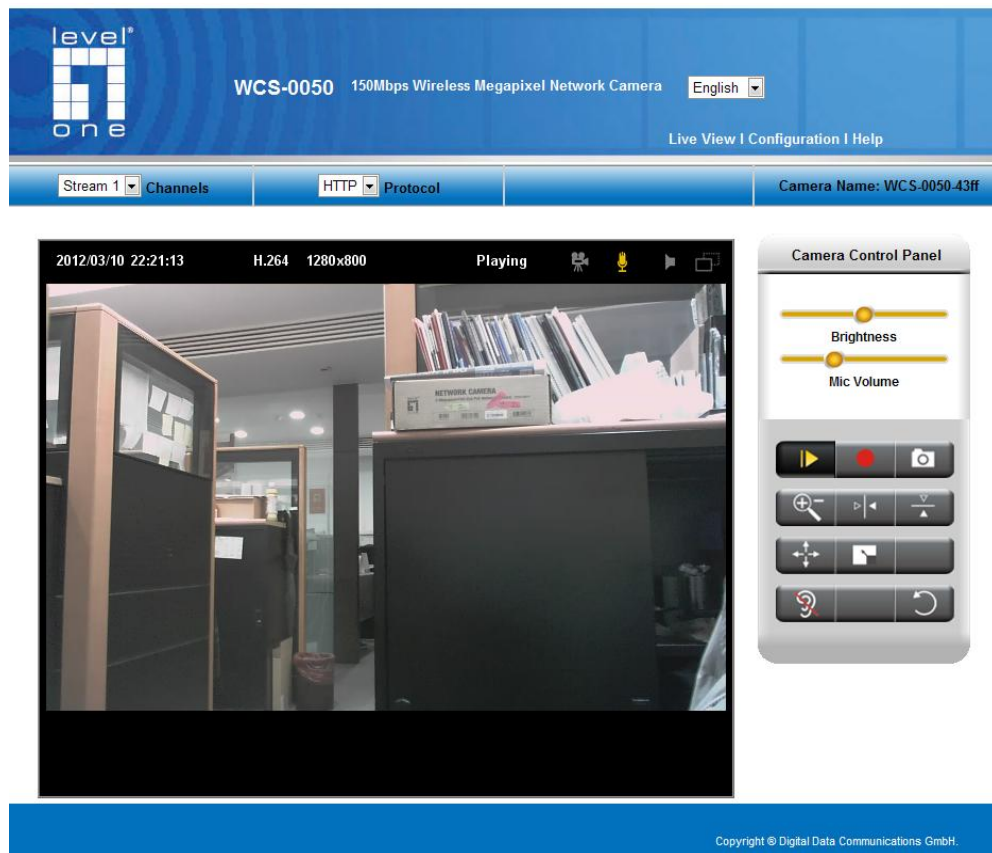 level®
one
WCS-0050 150Mbps Wireless Megapixel Network Camera English
Live View I Configuration I Help
Stream 1 Channels HTTP Protocol Camera Name: WCS-0050-43ff
2012/03/10 22:21:13 H.264 1280x800 Playing
Camera Control Panel
Brightness
Mic Volume
NETWORK CAMERA
Copyright © Digital Data Communications GmbH.